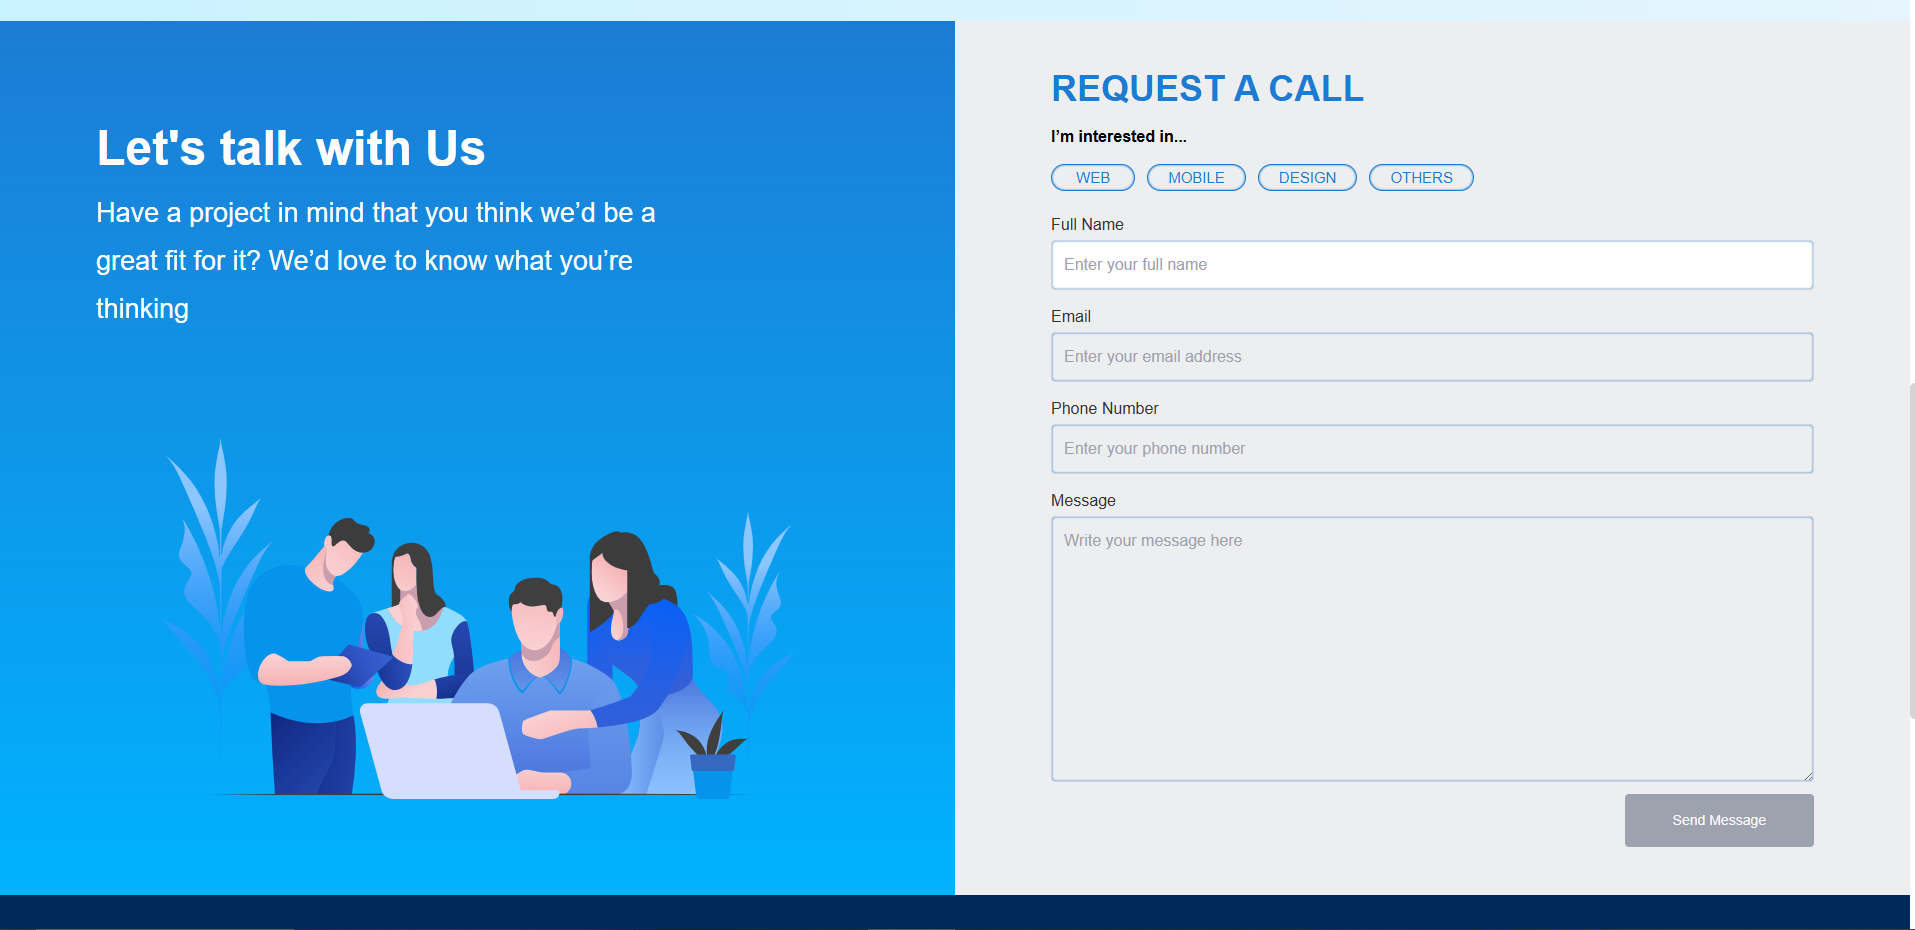 Let's talk with Us
Have a project in mind that you think we’d be a
great fit for it? We’d love to know what you’re
thinking
REQUEST A CALL
I’m interested in...
WEB
MOBILE
DESIGN
OTHERS
Full Name
Enter your full name
Email
Enter your email address
Phone Number
Enter your phone number
Message
Write your message here
Send Message